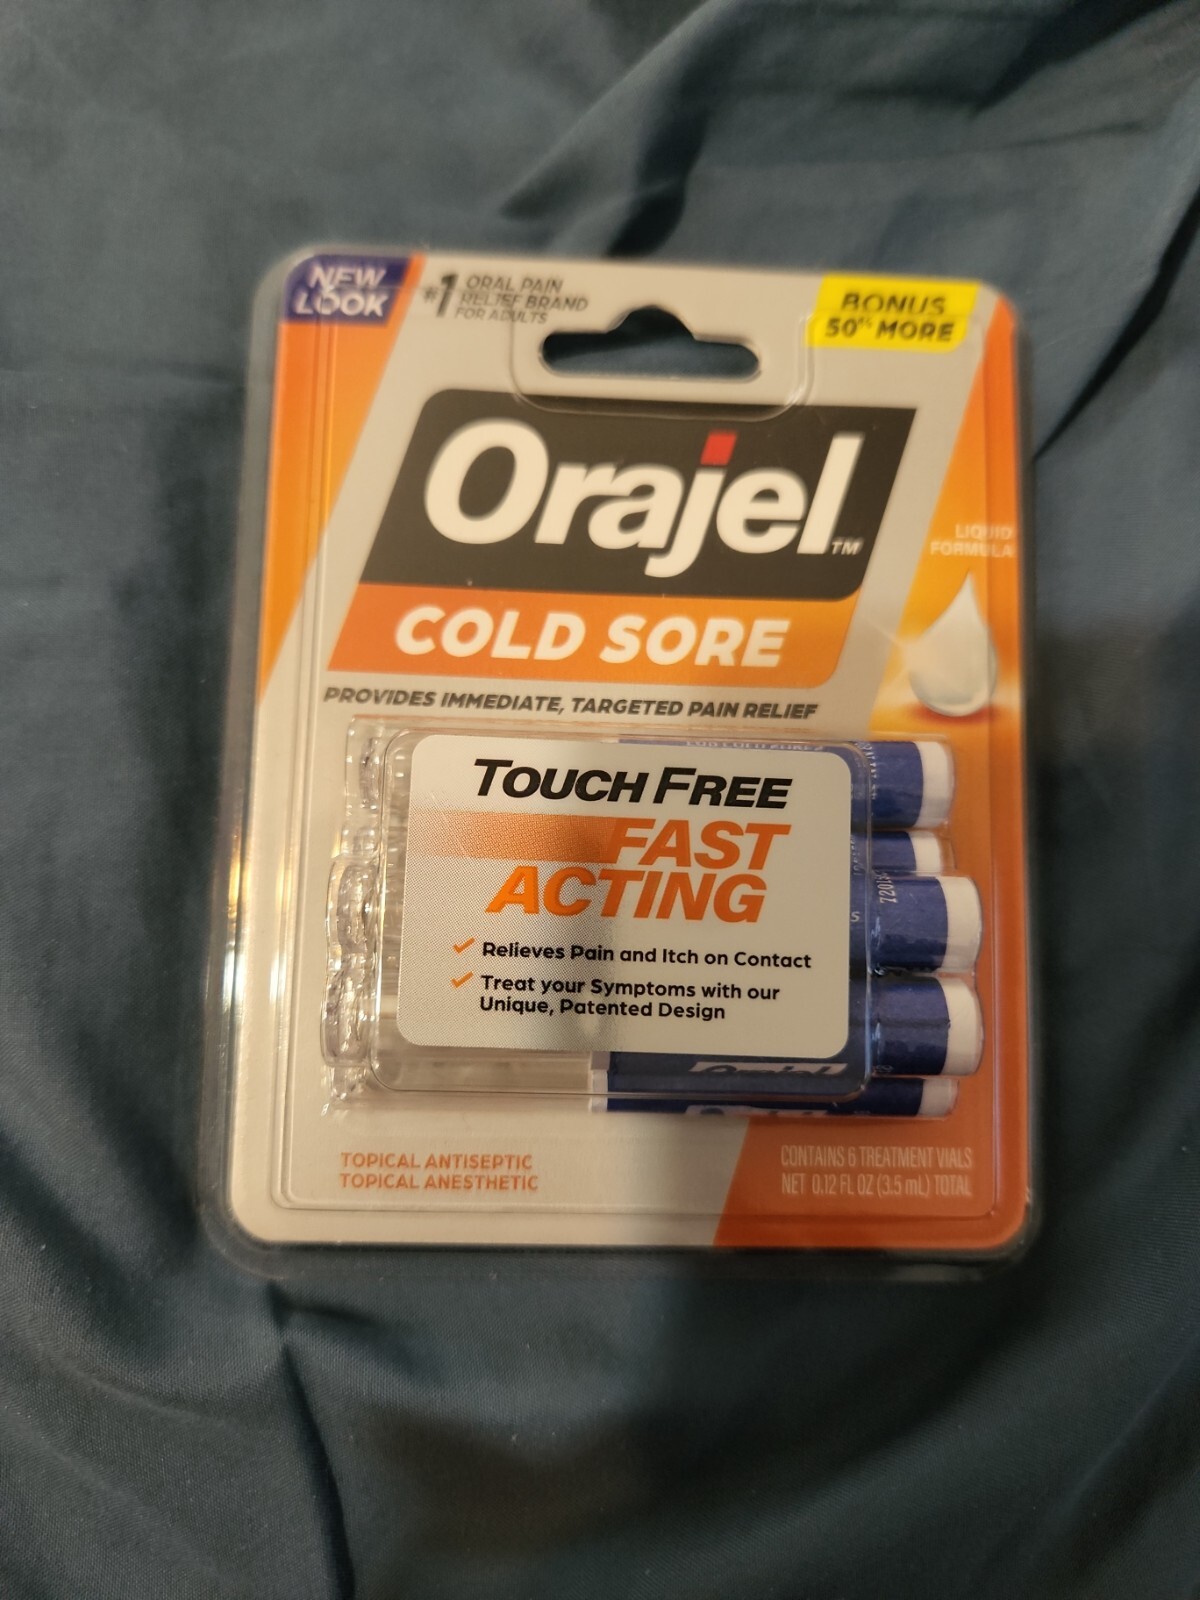 NEW
LOOK
#1 ORAL PAIN
RELIEF BRAND
FOR ADULTS
BONUS
50% MORE
Orajel™
LIQUID
FORMULA
COLD SORE
PROVIDES IMMEDIATE, TARGETED PAIN RELIEF
TOUCH FREE
FAST
ACTING
✓ Relieves Pain and Itch on Contact
✓ Treat your Symptoms with our
Unique, Patented Design
Orajel
TOPICAL ANTISEPTIC
TOPICAL ANESTHETIC
CONTAINS 6 TREATMENT VIALS
NET 0.12 FL OZ (3.5 mL) TOTAL